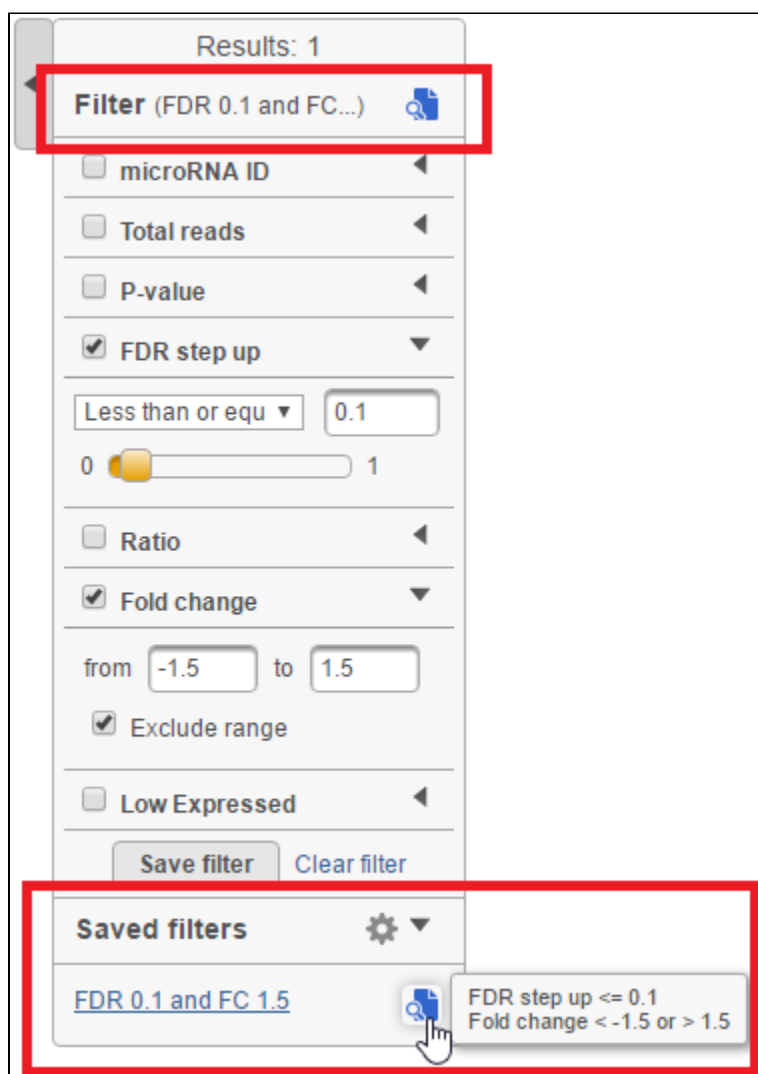 Results: 1
Filter (FDR 0.1 and FC...)
microRNA ID
Total reads
P-value
FDR step up
Less than or equ
0.1
0
1
Ratio
Fold change
from -1.5 to 1.5
Exclude range
Low Expressed
Save filter Clear filter
Saved filters
FDR 0.1 and FC 1.5
FDR step up <= 0.1
Fold change < -1.5 or > 1.5